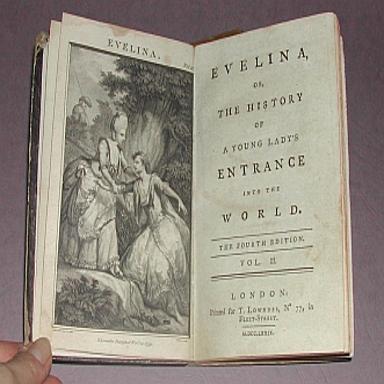 EVELINA.
EVELINA,
OR,
THE HISTORY
OF
A YOUNG LADY'S
ENTRANCE
INTO THE
WORLD.
THE FOURTH EDITION.
VOL. II.
LONDON:
Printed for T. LOWNDES, Nº 77, in
FLEET-STREET.